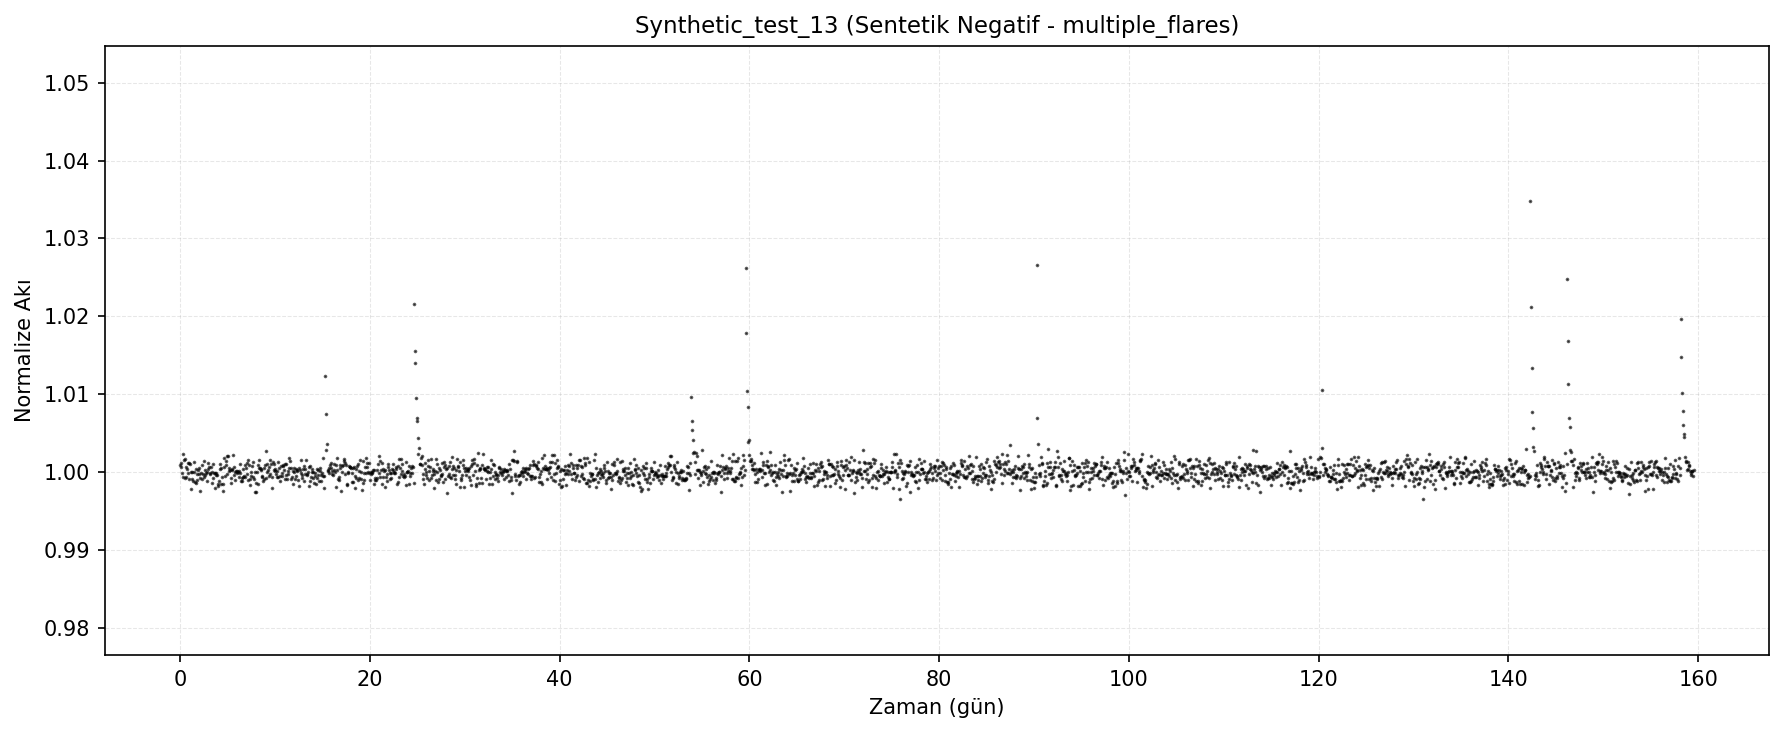 Synthetic_test_13 (Sentetik Negatif - multiple_flares)
Normalize Akı
1.05
1.04
1.03
1.02
1.01
1.00
0.99
0.98
0 20 40 60 80 100 120 140 160
Zaman (gün)